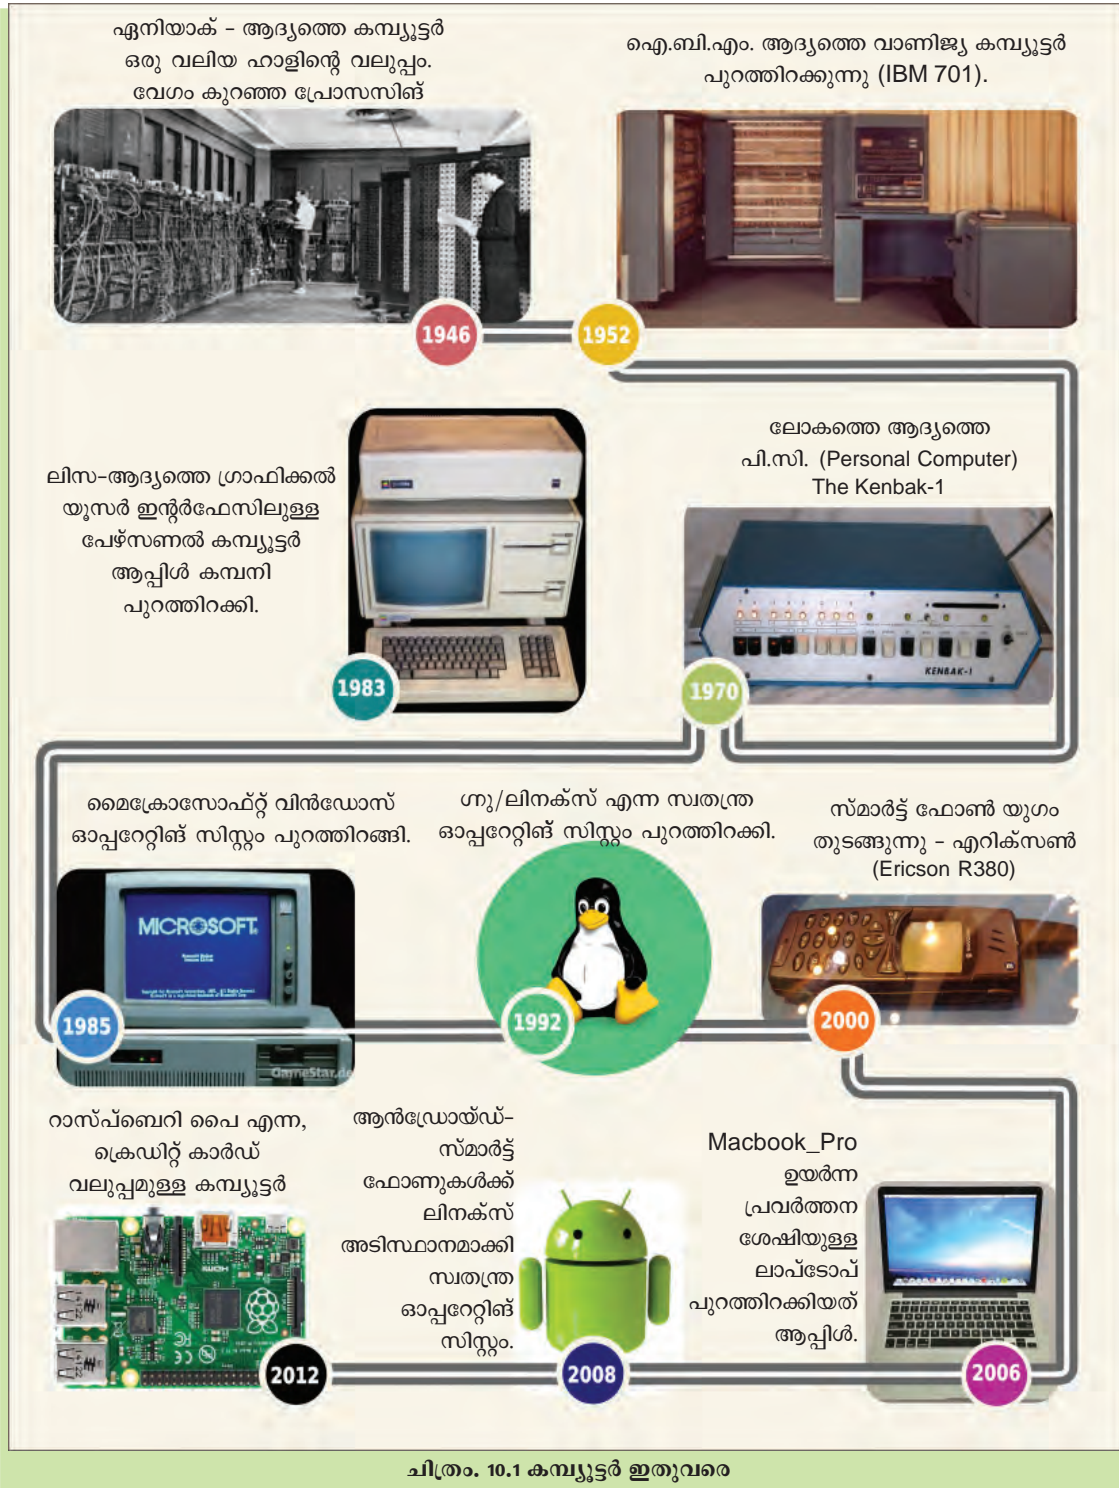 ഏനിയാക് – ആദ്യത്തെ കമ്പ്യൂട്ടർ
ഒരു വലിയ ഹാളിന്റെ വലുപ്പം.
വേഗം കുറഞ്ഞ പ്രോസസിങ്
ഐ.ബി.എം. ആദ്യത്തെ വാണിജ്യ കമ്പ്യൂട്ടർ
പുറത്തിറക്കുന്നു (IBM 701).
1946
1952
ലിസ–ആദ്യത്തെ ഗ്രാഫിക്കൽ
യൂസർ ഇന്റർഫേസിലുള്ള
പേഴ്സണൽ കമ്പ്യൂട്ടർ
ആപ്പിൾ കമ്പനി
പുറത്തിറക്കി.
1983
ലോകത്തെ ആദ്യത്തെ
പി.സി. (Personal Computer)
The Kenbak-1
KENBAK-1
1970
മൈക്രോസോഫ്റ്റ് വിൻഡോസ്
ഓപ്പറേറ്റിങ് സിസ്റ്റം പുറത്തിറങ്ങി.
MICROSOFT
1985
GameStar.de
ഗ്നു/ലിനക്സ് എന്ന സ്വതന്ത്ര
ഓപ്പറേറ്റിങ് സിസ്റ്റം പുറത്തിറക്കി.
1992
സ്മാർട്ട് ഫോൺ യുഗം
തുടങ്ങുന്നു – എറിക്സൺ
(Ericson R380)
2000
റാസ്പ്ബെറി പൈ എന്ന,
ക്രെഡിറ്റ് കാർഡ്
വലുപ്പമുള്ള കമ്പ്യൂട്ടർ
HDMI
2012
ആൻഡ്രോയ്ഡ്–
സ്മാർട്ട്
ഫോണുകൾക്ക്
ലിനക്സ്
അടിസ്ഥാനമാക്കി
സ്വതന്ത്ര
ഓപ്പറേറ്റിങ്
സിസ്റ്റം.
2008
Macbook_Pro
ഉയർന്ന
പ്രവർത്തന
ശേഷിയുള്ള
ലാപ്ടോപ്
പുറത്തിറക്കിയത്
ആപ്പിൾ.
2006
ചിത്രം. 10.1 കമ്പ്യൂട്ടർ ഇതുവരെ